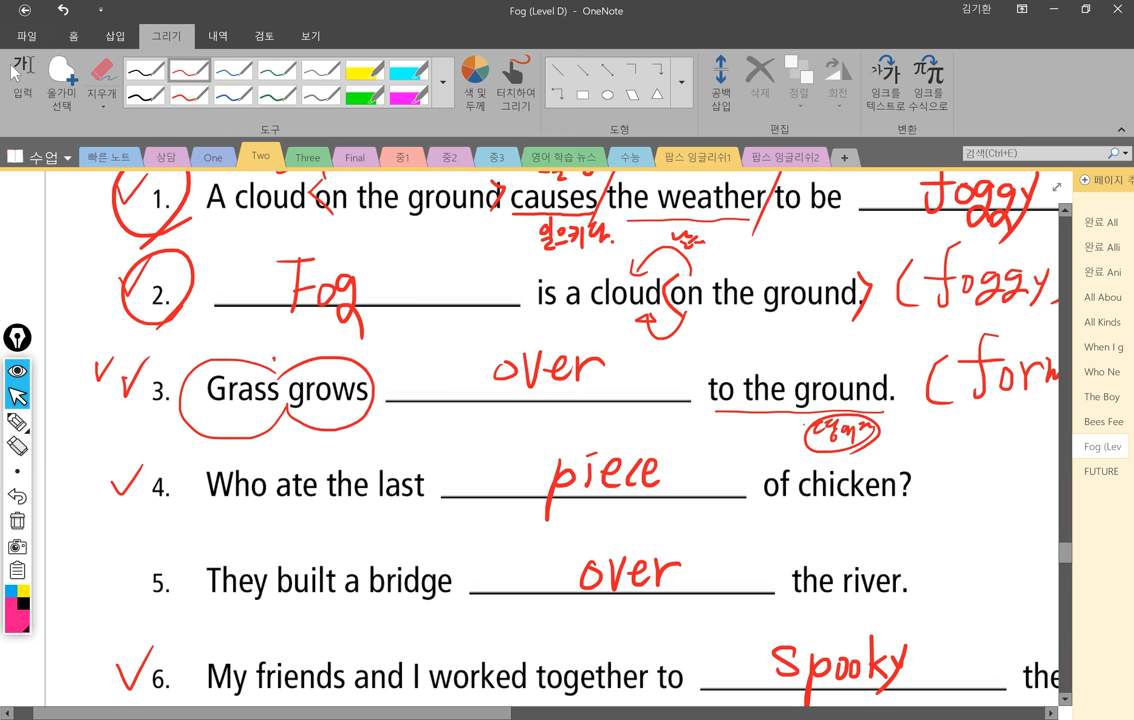 Fog (Level D) - OneNote
김기환
파일 홈 삽입 그리기 내역 검토 보기
입력
올가미 선택
지우개
색 및 두께
터치하여 그리기
공백 삽입
삭제
정렬
회전
잉크를 텍스트로
잉크를 수식으로
도구
도형
편집
변환
수업
빠른 노트 상담 One Two Three Final 중1 중2 중3 영어 학습 뉴스 수능 팝스 잉글리쉬1 팝스 잉글리쉬2
검색(Ctrl+E)
페이지 추
완료 All
완료 Alli
완료 Ani
All Abou
All Kinds
When I g
Who Ne
The Boy
Bees Fee
Fog (Lev
FUTURE
1. A cloud on the ground causes the weather to be foggy
일으키다.
2. Fog is a cloud on the ground. (foggy
3. Grass grows over to the ground. (form
4. Who ate the last piece of chicken?
5. They built a bridge over the river.
6. My friends and I worked together to spooky the